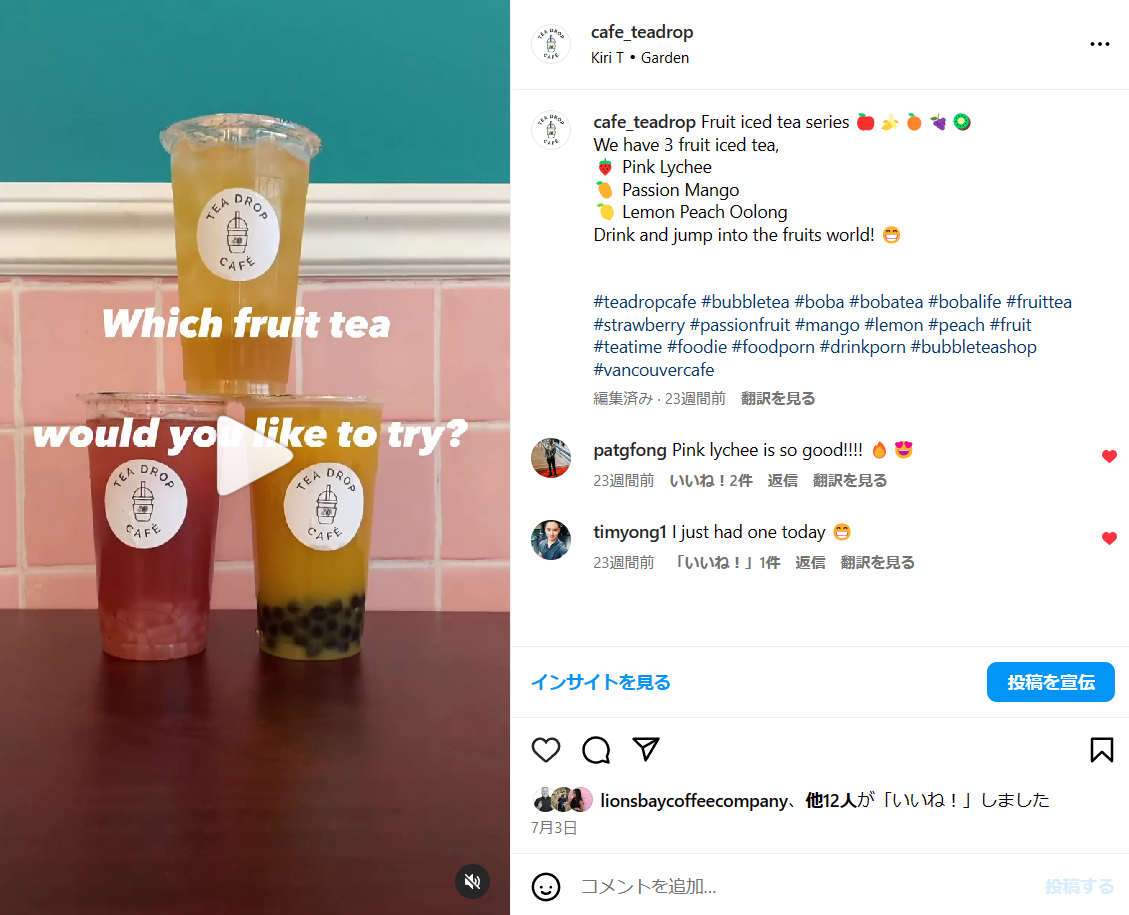 TEA DROP
CAFÉ
Which fruit tea
would you like to try?
TEA DROP
CAFÉ
TEA DROP
CAFÉ
TEA DROP
CAFÉ
cafe_teadrop
Kiri T • Garden
TEA DROP
CAFÉ
cafe_teadrop Fruit iced tea series 🍎 🍌 🍊 🍇 🥝
We have 3 fruit iced tea,
🍓 Pink Lychee
🥭 Passion Mango
🍋 Lemon Peach Oolong
Drink and jump into the fruits world! 😁
#teadropcafe #bubbletea #boba #bobatea #bobalife #fruittea
#strawberry #passionfruit #mango #lemon #peach #fruit
#teatime #foodie #foodporn #drinkporn #bubbleteashop
#vancouvercafe
編集済み · 23週間前 翻訳を見る
patgfong Pink lychee is so good!!!! 🔥 😍
23週間前 いいね！2件 返信 翻訳を見る
timyong1 I just had one today 😁
23週間前 「いいね！」1件 返信 翻訳を見る
インサイトを見る
投稿を宣伝
lionsbaycoffeecompany、他12人が「いいね！」しました
7月3日
コメントを追加...
投稿する